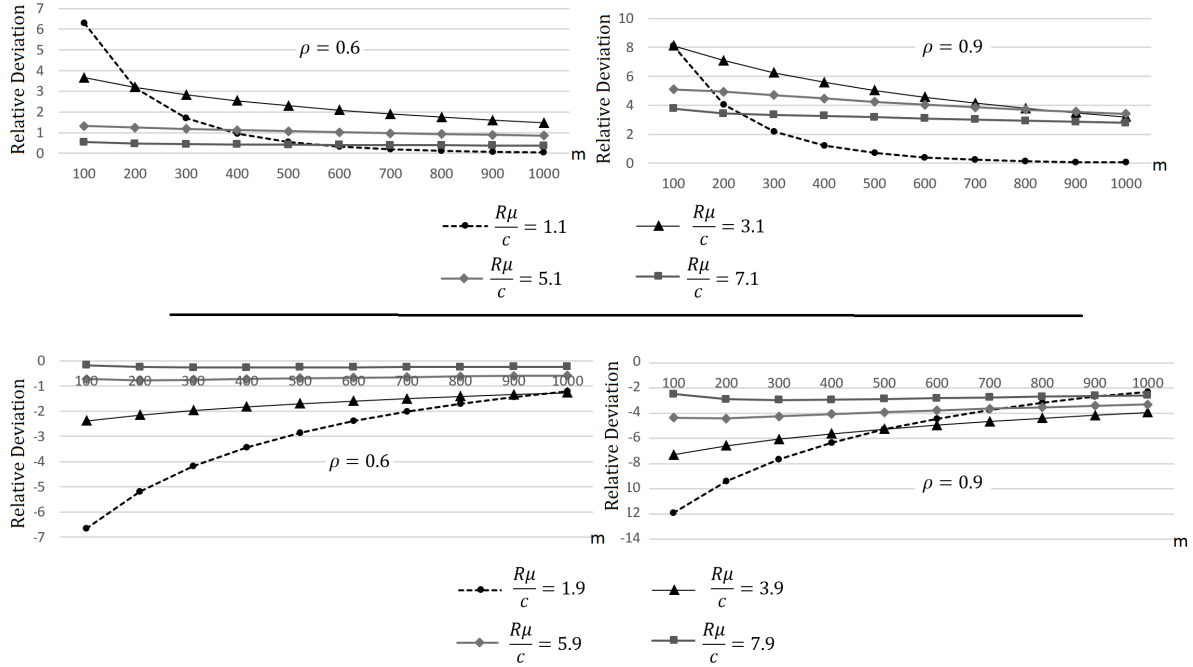 7
6
5
4
3
2
1
0
Relative Deviation
ρ = 0.6
100 200 300 400 500 600 700 800 900 1000
m
10
8
6
4
2
0
Relative Deviation
ρ = 0.9
100 200 300 400 500 600 700 800 900 1000
m
Rμ/c = 1.1
Rμ/c = 3.1
Rμ/c = 5.1
Rμ/c = 7.1
0
-1
-2
-3
-4
-5
-6
-7
Relative Deviation
100 200 300 400 500 600 700 800 900 1000
ρ = 0.6
m
0
-2
-4
-6
-8
10
12
-14
Relative Deviation
100 200 300 400 500 600 700 800 900 1000
ρ = 0.9
m
Rμ/c = 1.9
Rμ/c = 3.9
Rμ/c = 5.9
Rμ/c = 7.9